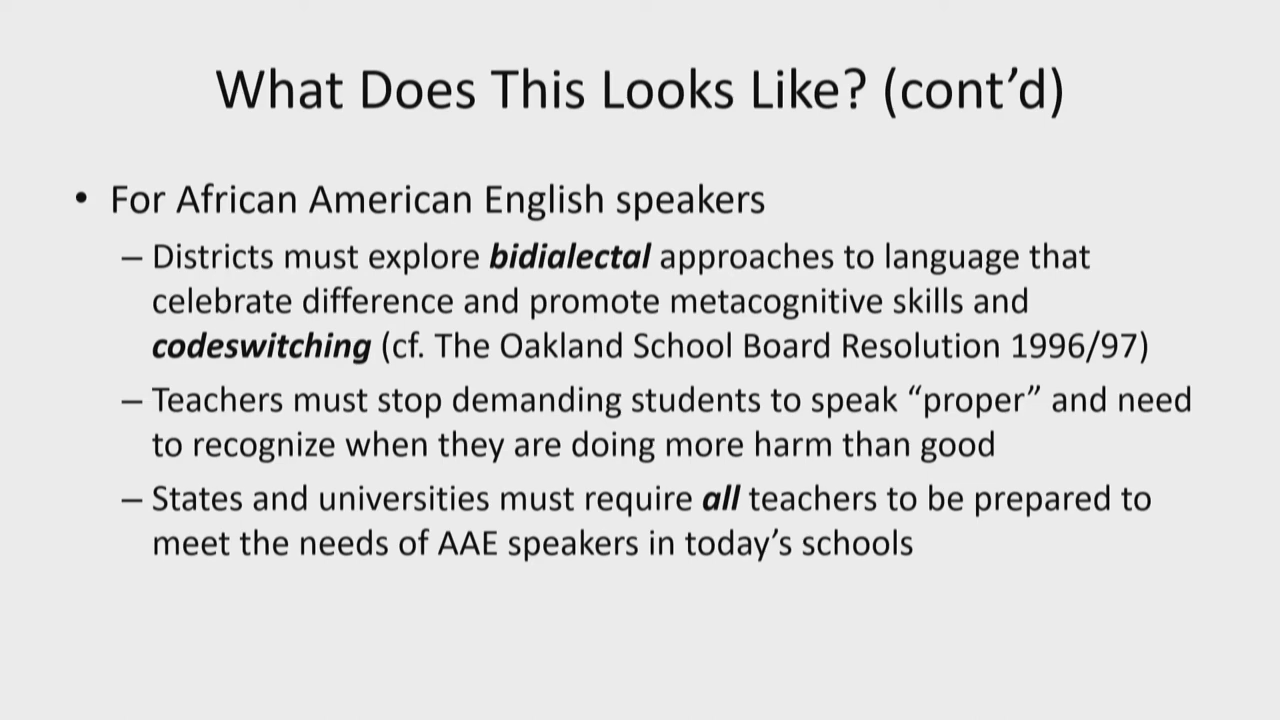 What Does This Looks Like? (cont’d)
• For African American English speakers
– Districts must explore bidialectal approaches to language that
celebrate difference and promote metacognitive skills and
codeswitching (cf. The Oakland School Board Resolution 1996/97)
– Teachers must stop demanding students to speak “proper” and need
to recognize when they are doing more harm than good
– States and universities must require all teachers to be prepared to
meet the needs of AAE speakers in today’s schools